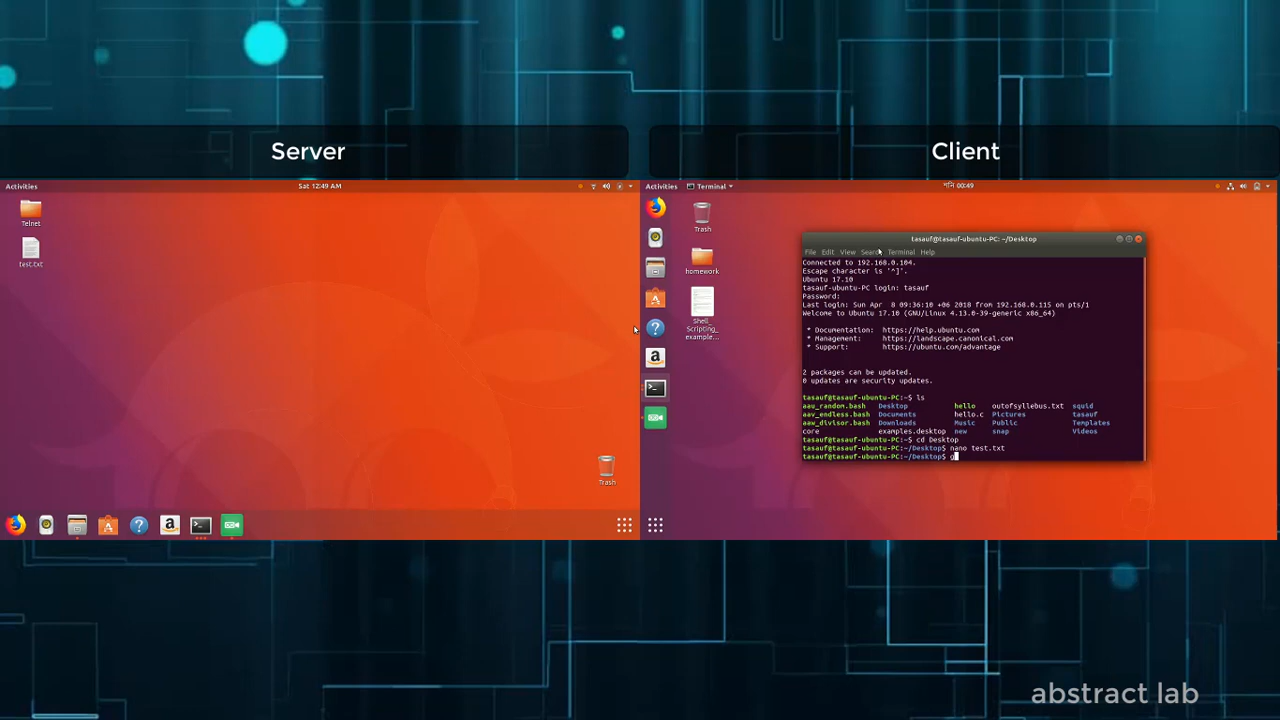 Server
Client
Activities
Sat 12:49 AM
Activities
Terminal
শনি 00:49
Telnet
test.txt
Trash
Trash
homework
Shell_
Scripting_
example...
tasauf@tasauf-ubuntu-PC: ~/Desktop
File Edit View Search Terminal Help
Connected to 192.168.0.104.
Escape character is '^]'.
Ubuntu 17.10
tasauf-ubuntu-PC login: tasauf
Password:
Last login: Sun Apr  8 09:36:10 +06 2018 from 192.168.0.115 on pts/1
Welcome to Ubuntu 17.10 (GNU/Linux 4.13.0-39-generic x86_64)
* Documentation:  https://help.ubuntu.com
* Management:     https://landscape.canonical.com
* Support:        https://ubuntu.com/advantage
2 packages can be updated.
0 updates are security updates.
tasauf@tasauf-ubuntu-PC:~$ ls
aau_random.bash Desktop hello outofsyllebus.txt squid
aav_endless.bash Documents hello.c Pictures tasauf
aaw_divisor.bash Downloads Music Public Templates
core examples.desktop new snap Videos
tasauf@tasauf-ubuntu-PC:~$ cd Desktop
tasauf@tasauf-ubuntu-PC:~/Desktop$ nano test.txt
tasauf@tasauf-ubuntu-PC:~/Desktop$ g
abstract lab